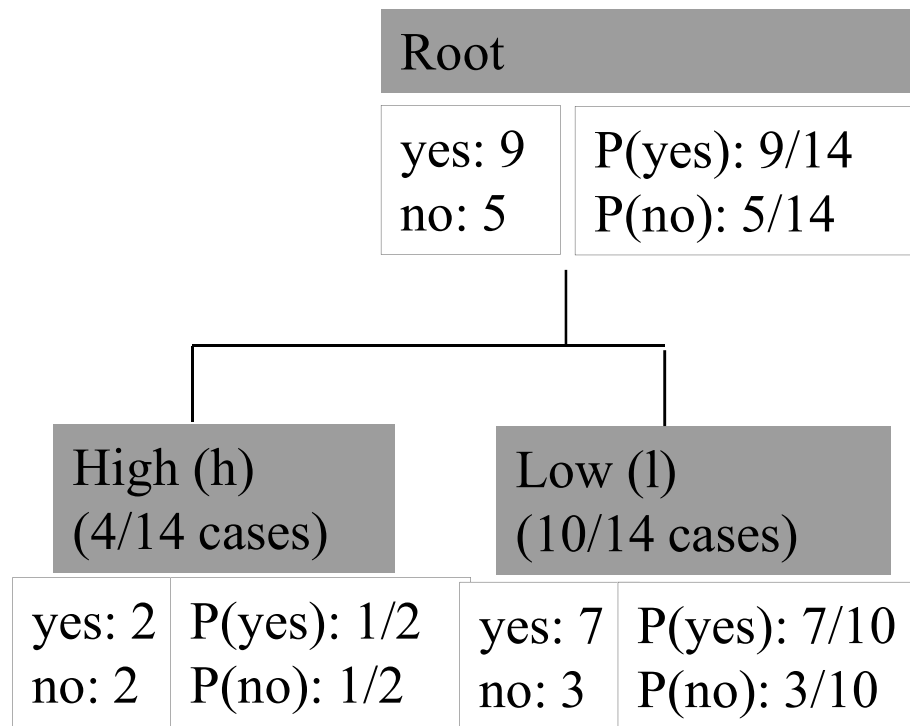 Root
yes: 9
no: 5
P(yes): 9/14
P(no): 5/14
High (h)
(4/14 cases)
yes: 2
no: 2
P(yes): 1/2
P(no): 1/2
Low (l)
(10/14 cases)
yes: 7
no: 3
P(yes): 7/10
P(no): 3/10